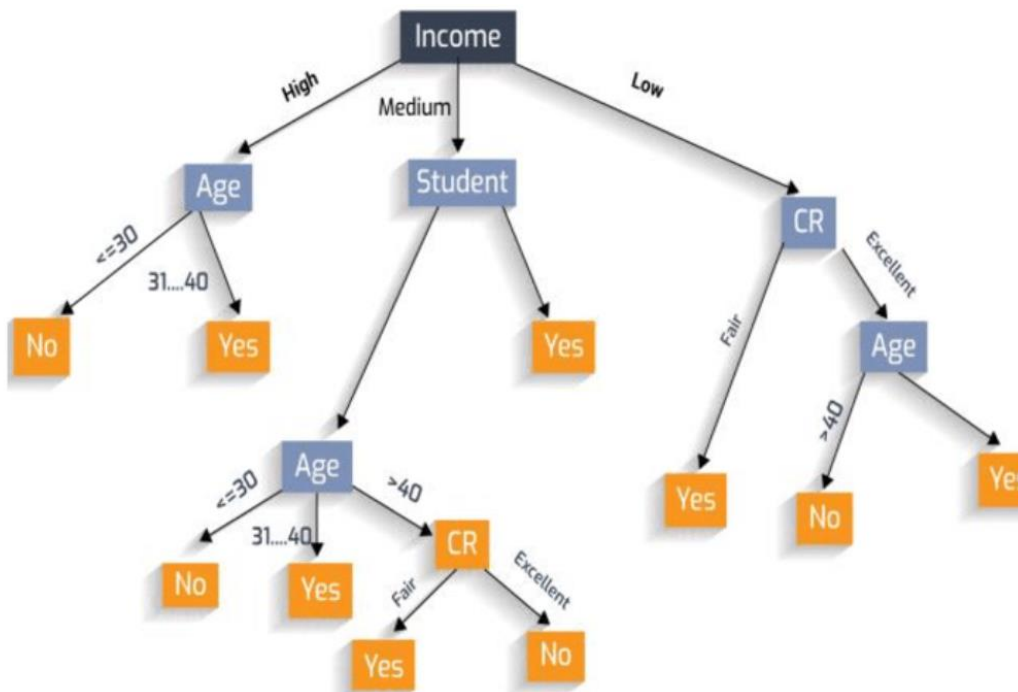 Income
High
Medium
Low
Age
Student
CR
<=30
31....40
Excellent
Fair
No
Yes
Yes
Age
Age
>40
<=30
31....40
>40
CR
Yes
No
Yes
No
Yes
Fair
Excellent
Yes
No